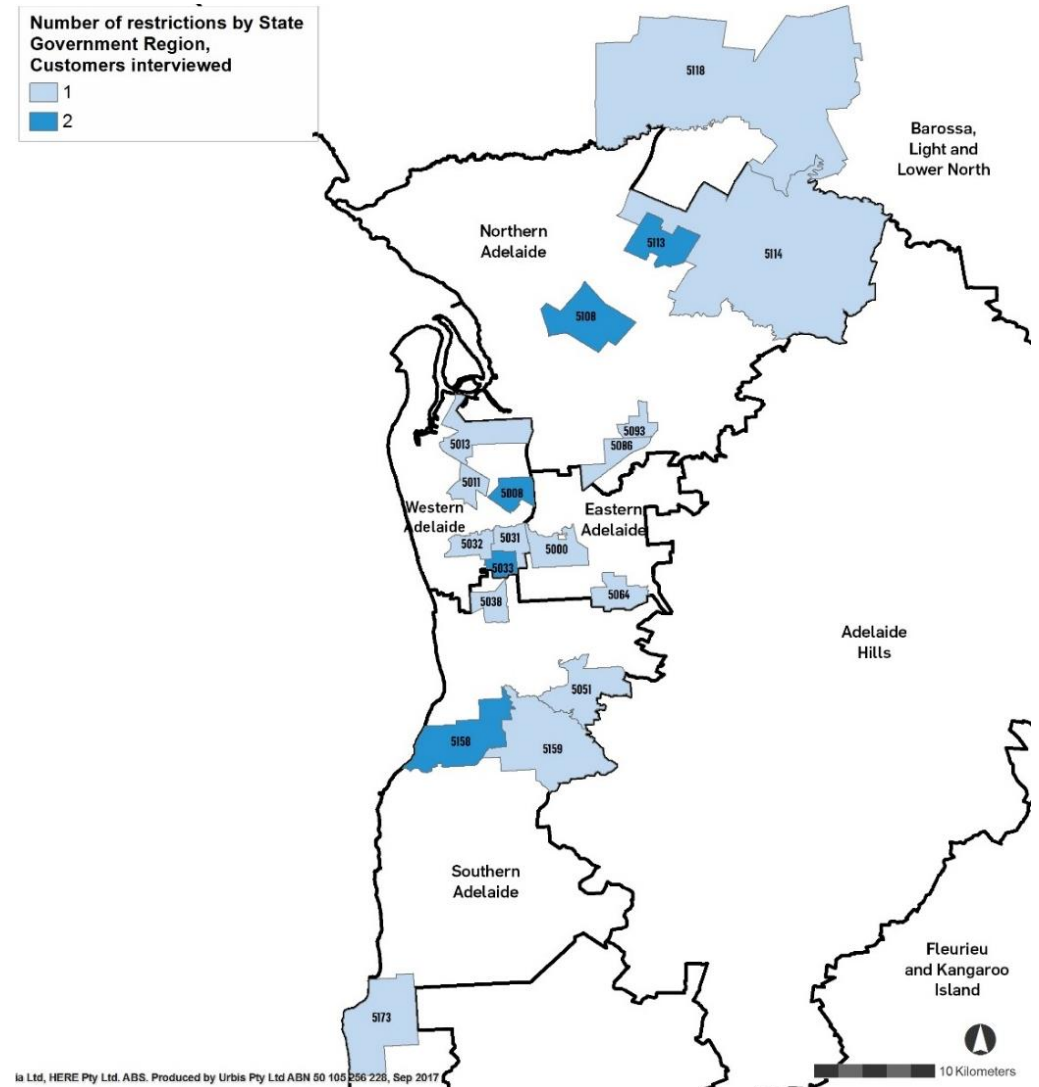 Number of restrictions by State
Government Region,
Customers interviewed
1
2
5118
Barossa,
Light and
Lower North
Northern
Adelaide
5113
5114
5108
5093
5086
5013
5011
5008
Western
Adelaide
Eastern
Adelaide
5032
5031
5000
5033
5038
5064
Adelaide
Hills
5051
5158
5159
Southern
Adelaide
Fleurieu
and Kangaroo
Island
5173
10 Kilometers
ia Ltd, HERE Pty Ltd. ABS. Produced by Urbis Pty Ltd ABN 50 105 256 228, Sep 2017